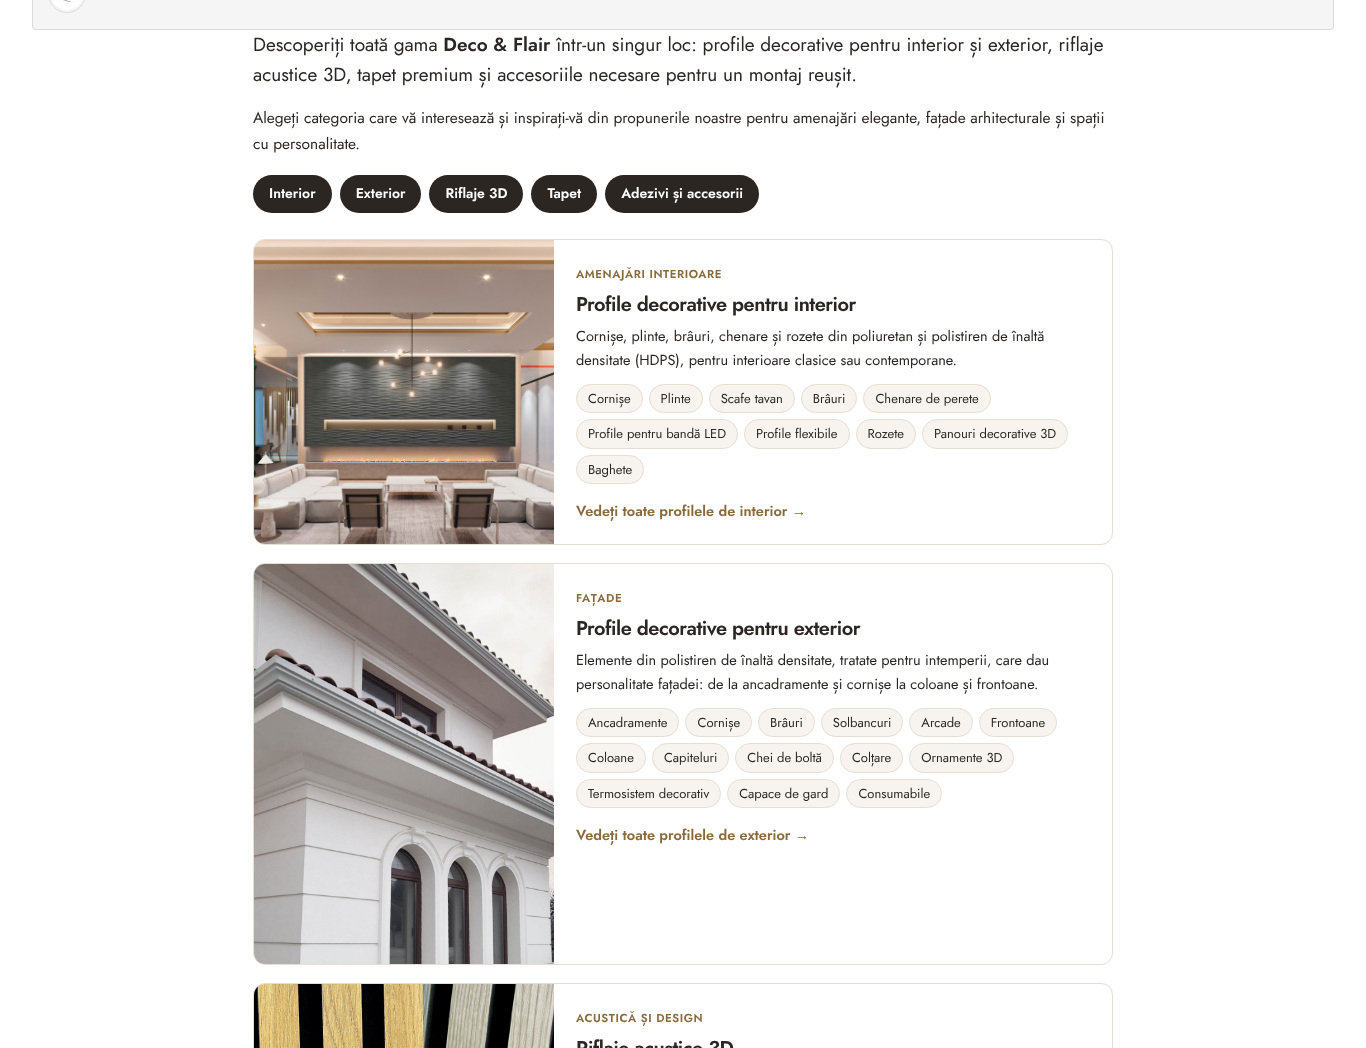 Descoperiți toată gama Deco & Flair într-un singur loc: profile decorative pentru interior și exterior, riflaje
acustice 3D, tapet premium și accesoriile necesare pentru un montaj reușit.
Alegeți categoria care vă interesează și inspirați-vă din propunerile noastre pentru amenajări elegante, fațade arhitecturale și spații
cu personalitate.
Interior Exterior Riflaje 3D Tapet Adezivi și accesorii
AMENAJĂRI INTERIOARE
Profile decorative pentru interior
Cornișe, plinte, brâuri, chenare și rozete din poliuretan și polistiren de înaltă
densitate (HDPS), pentru interioare clasice sau contemporane.
Cornișe Plinte Scafe tavan Brâuri Chenare de perete
Profile pentru bandă LED Profile flexibile Rozete Panouri decorative 3D
Baghete
Vedeți toate profilele de interior →
FAȚADE
Profile decorative pentru exterior
Elemente din polistiren de înaltă densitate, tratate pentru intemperii, care dau
personalitate fațadei: de la ancadramente și cornișe la coloane și frontoane.
Ancadramente Cornișe Brâuri Solbancuri Arcade Frontoane
Coloane Capiteluri Chei de boltă Colțare Ornamente 3D
Termosistem decorativ Capace de gard Consumabile
Vedeți toate profilele de exterior →
ACUSTICĂ ȘI DESIGN
Riflaje acustice 3D